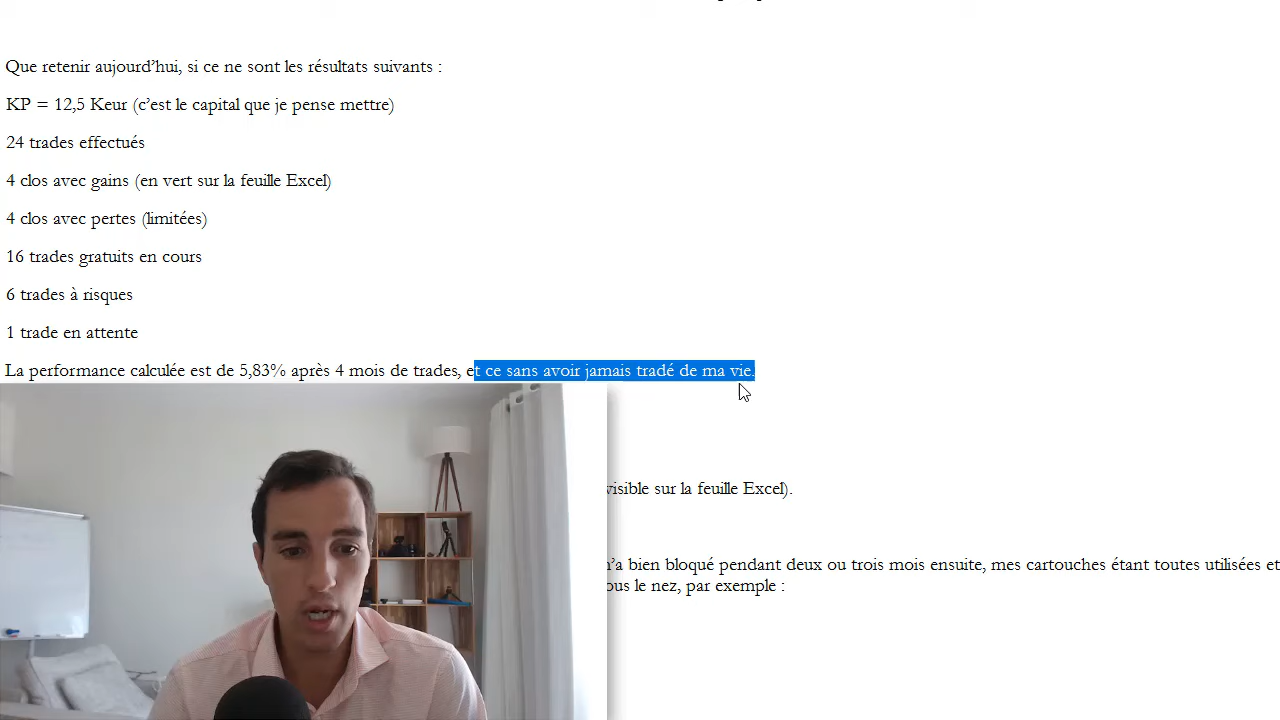 Que retenir aujourd’hui, si ce ne sont les résultats suivants :
KP = 12,5 Keur (c’est le capital que je pense mettre)
24 trades effectués
4 clos avec gains (en vert sur la feuille Excel)
4 clos avec pertes (limitées)
16 trades gratuits en cours
6 trades à risques
1 trade en attente
La performance calculée est de 5,83% après 4 mois de trades, et ce sans avoir jamais tradé de ma vie.
visible sur la feuille Excel).
bien bloqué pendant deux ou trois mois ensuite, mes cartouches étant toutes utilisées et
le nez, par exemple :